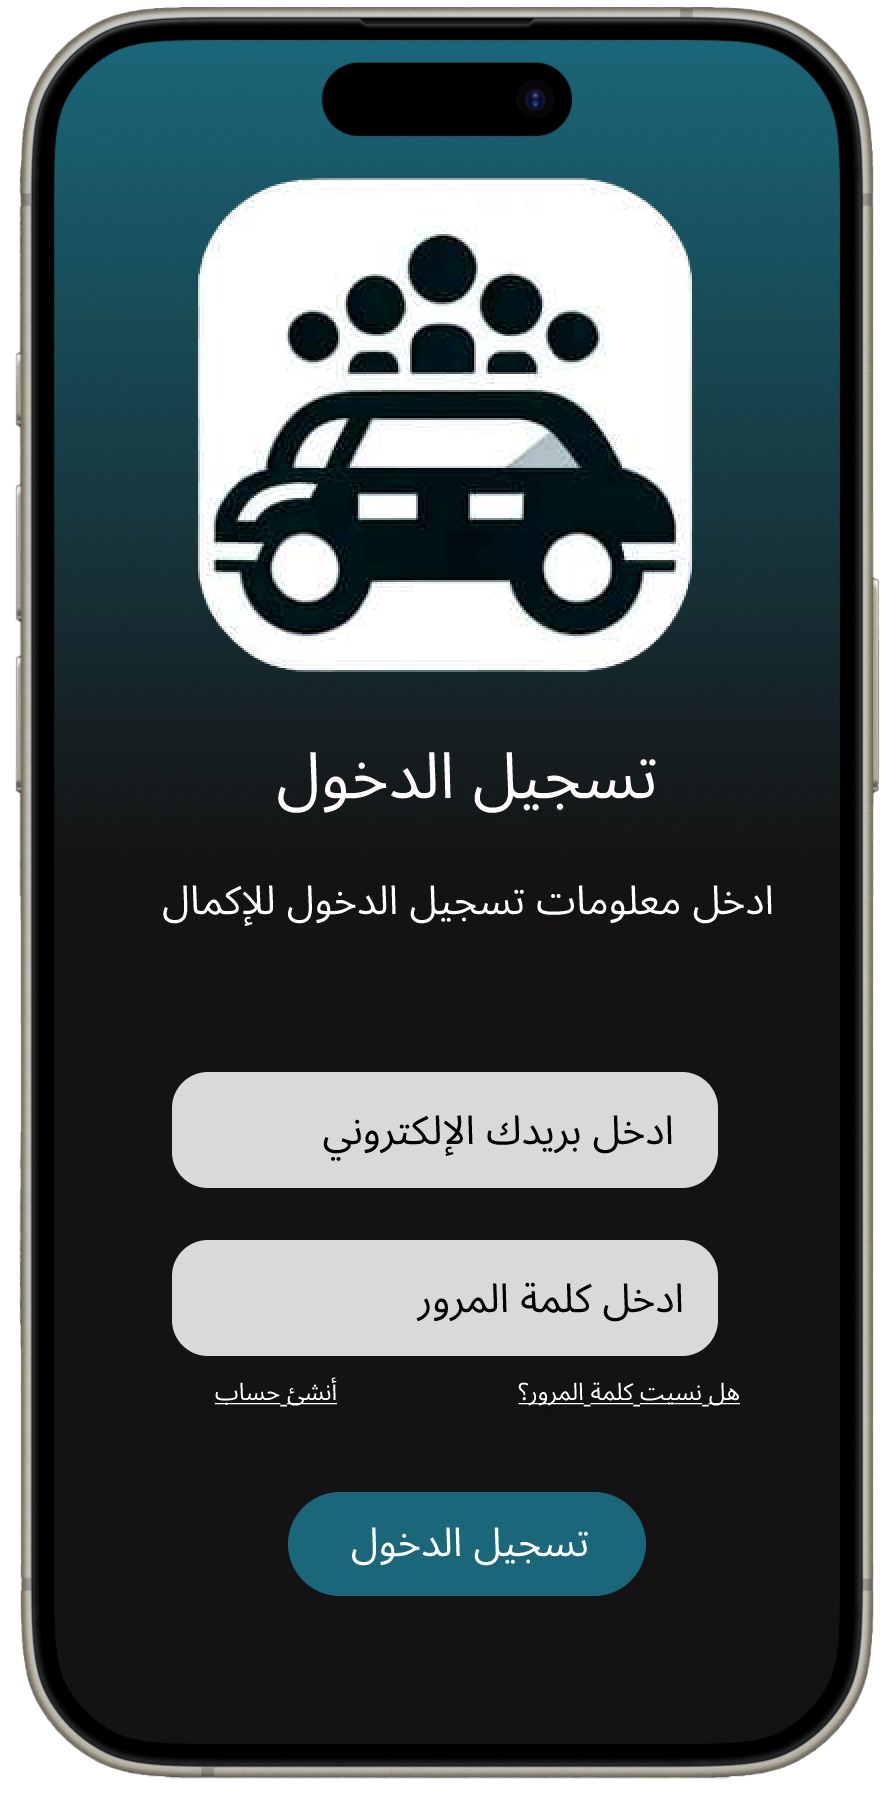 تسجيل الدخول
ادخل معلومات تسجيل الدخول للإكمال
ادخل بريدك الإلكتروني
ادخل كلمة المرور
هل نسيت كلمة المرور؟ أنشئ حساب
تسجيل الدخول